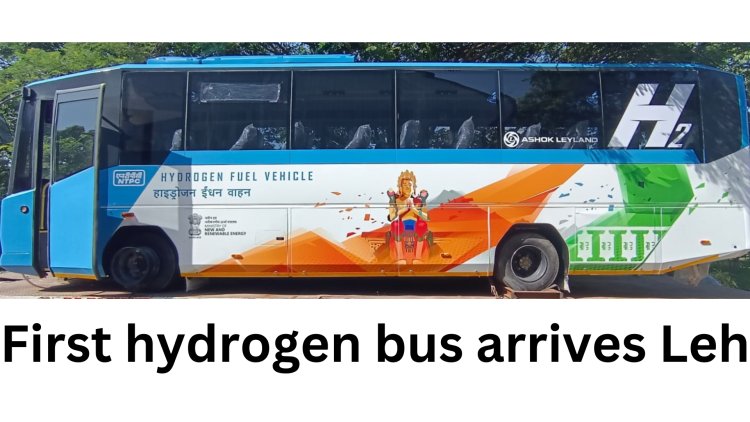 H2
ASHOK LEYLAND
एनटीपीसी
NTPC
HYDROGEN FUEL VEHICLE
हाइड्रोजन ईंधन वाहन
MINISTRY OF
NEW AND
RENEWABLE ENERGY
First hydrogen bus arrives Leh